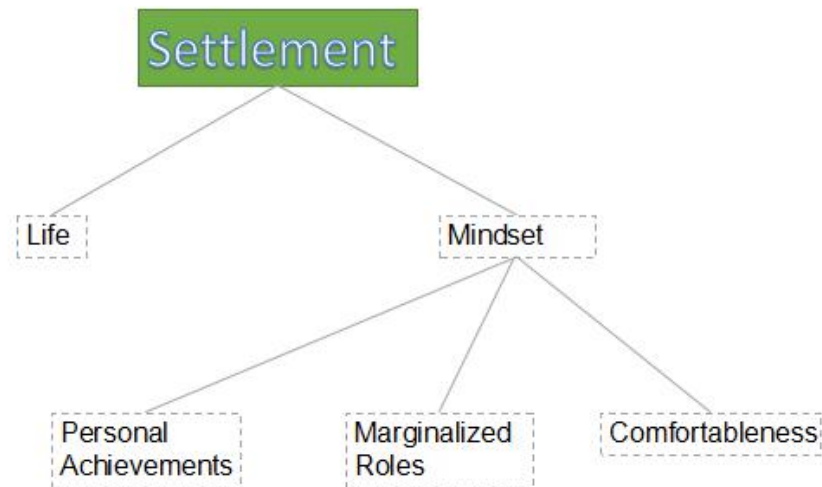 Settlement
Life
Mindset
Personal
Achievements
Marginalized
Roles
Comfortableness